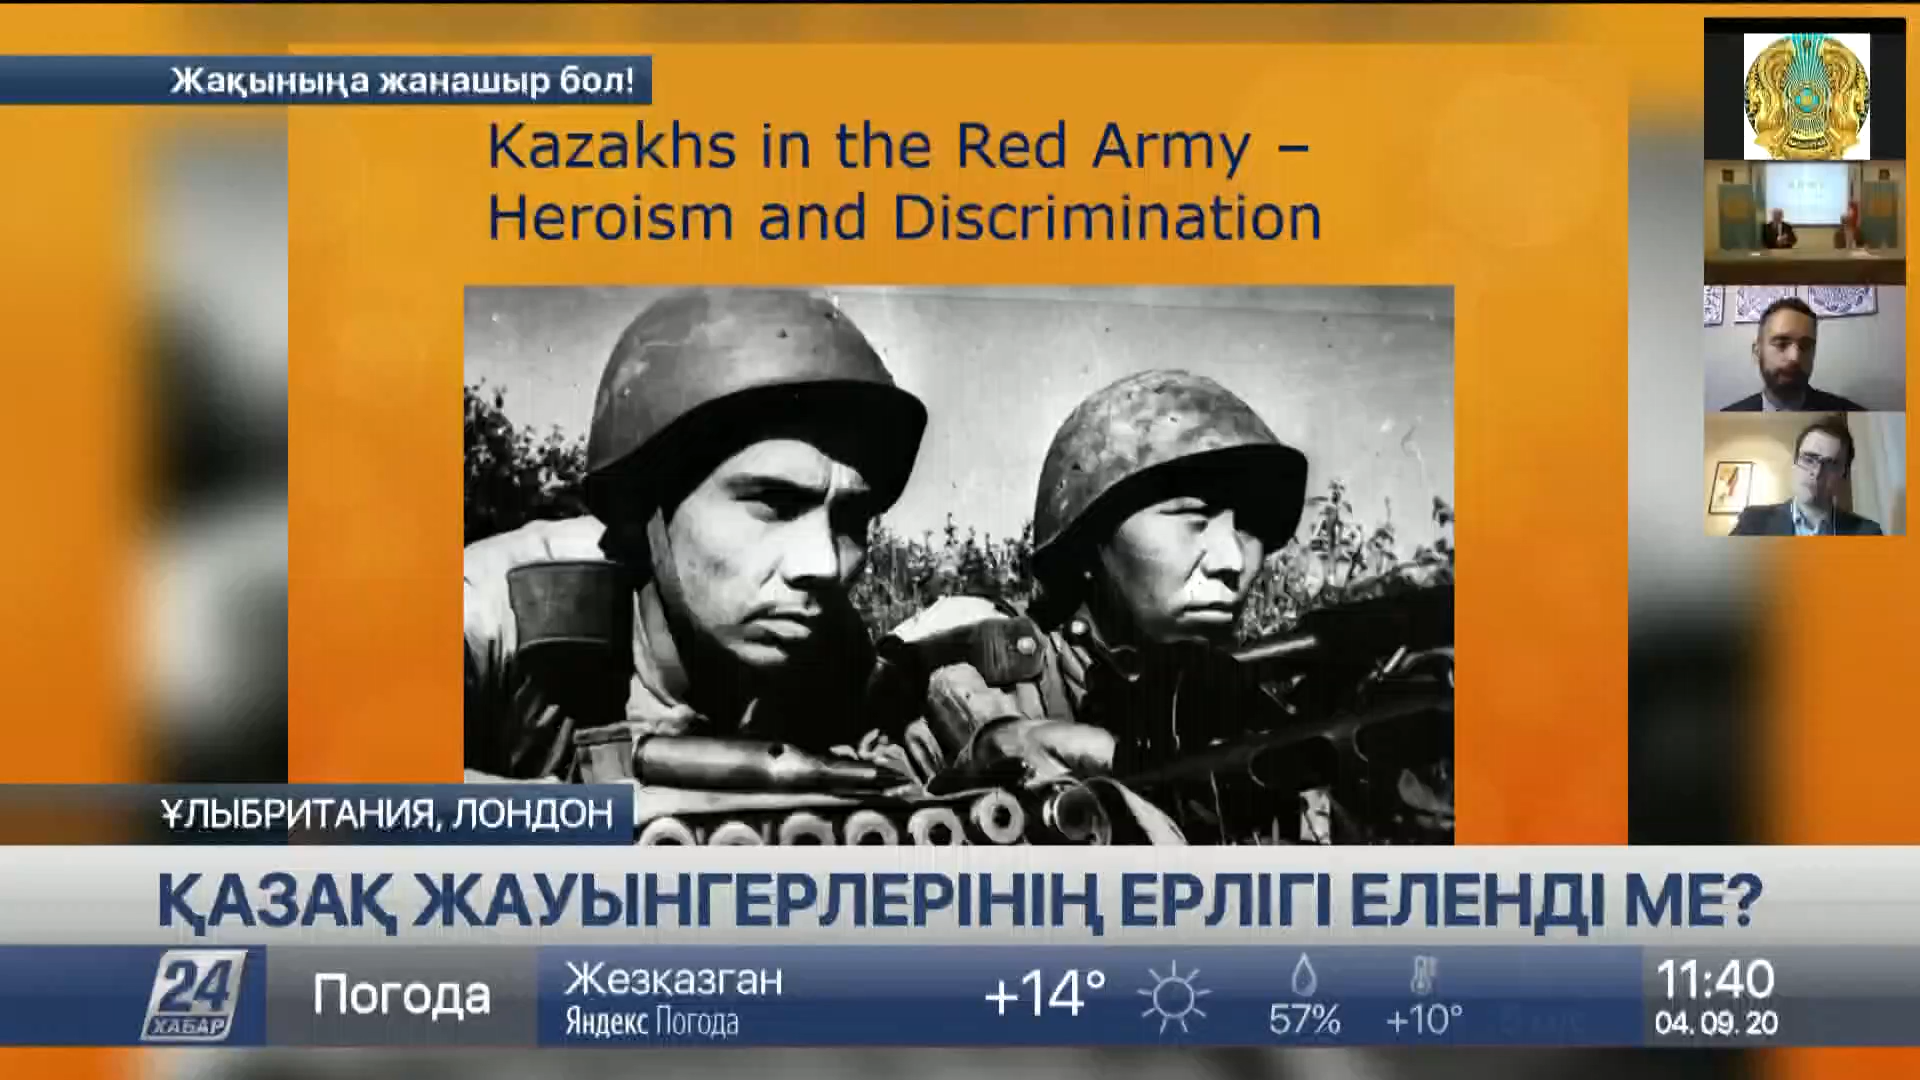 Жақыныңа жанашыр бол!
Kazakhs in the Red Army –
Heroism and Discrimination
ҰЛЫБРИТАНИЯ, ЛОНДОН
ҚАЗАҚ ЖАУЫНГЕРЛЕРІНІҢ ЕРЛІГІ ЕЛЕНДІ МЕ?
24
ХАБАР
Погода
Жезқазган
Яндекс Погода
+14°
57%
+10°
11:40
04. 09. 20